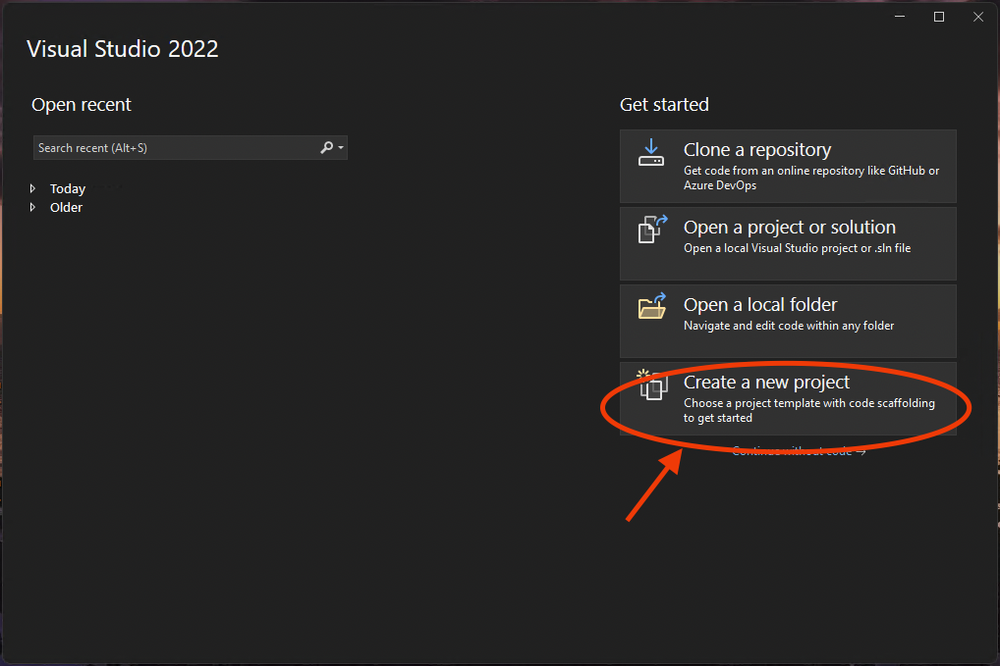 Visual Studio 2022
Open recent
Search recent (Alt+S)
Today
Older
Get started
Clone a repository
Get code from an online repository like GitHub or
Azure DevOps
Open a project or solution
Open a local Visual Studio project or .sln file
Open a local folder
Navigate and edit code within any folder
Create a new project
Choose a project template with code scaffolding
to get started
Continue without code →